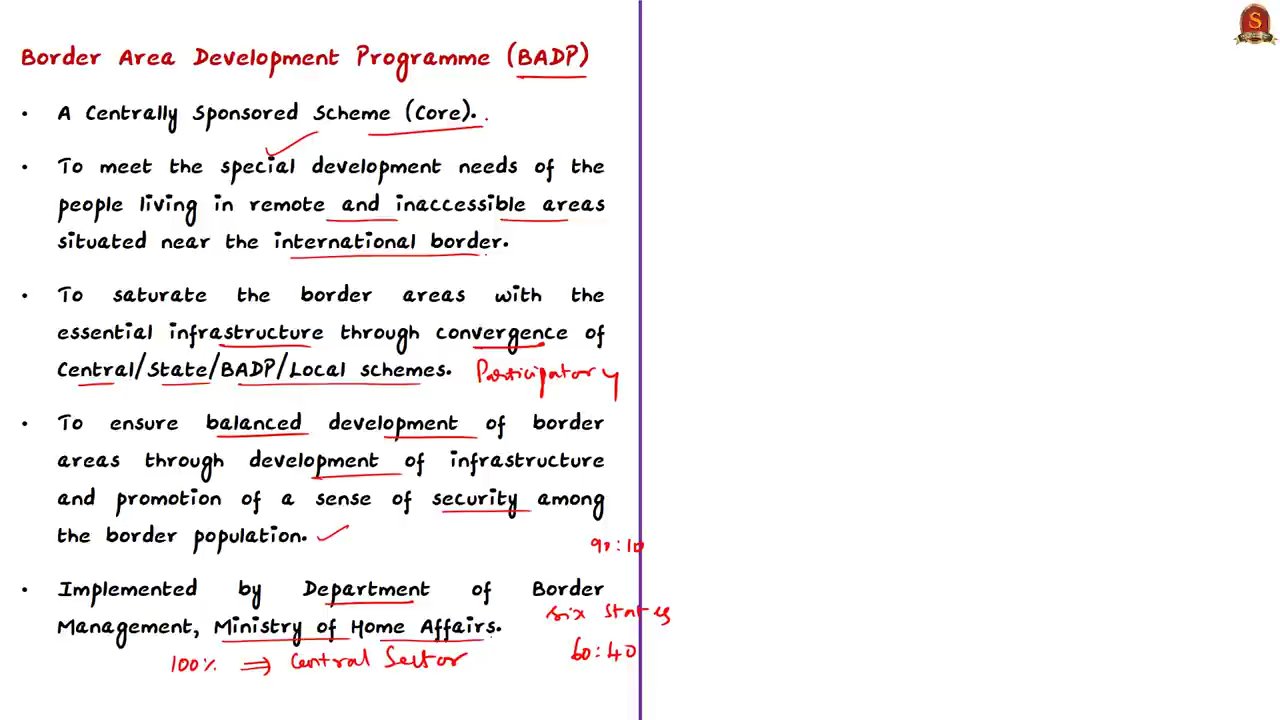 Border Area Development Programme (BADP)
• A Centrally Sponsored Scheme (Core).
• To meet the special development needs of the
people living in remote and inaccessible areas
situated near the international border.
• To saturate the border areas with the
essential infrastructure through convergence of
Central/State/BADP/Local schemes.
Participatory
• To ensure balanced development of border
areas through development of infrastructure
and promotion of a sense of security among
the border population.
90:10
• Implemented by Department of Border
Management, Ministry of Home Affairs.
six states
60:40
100% ⇒ Central Sector
S